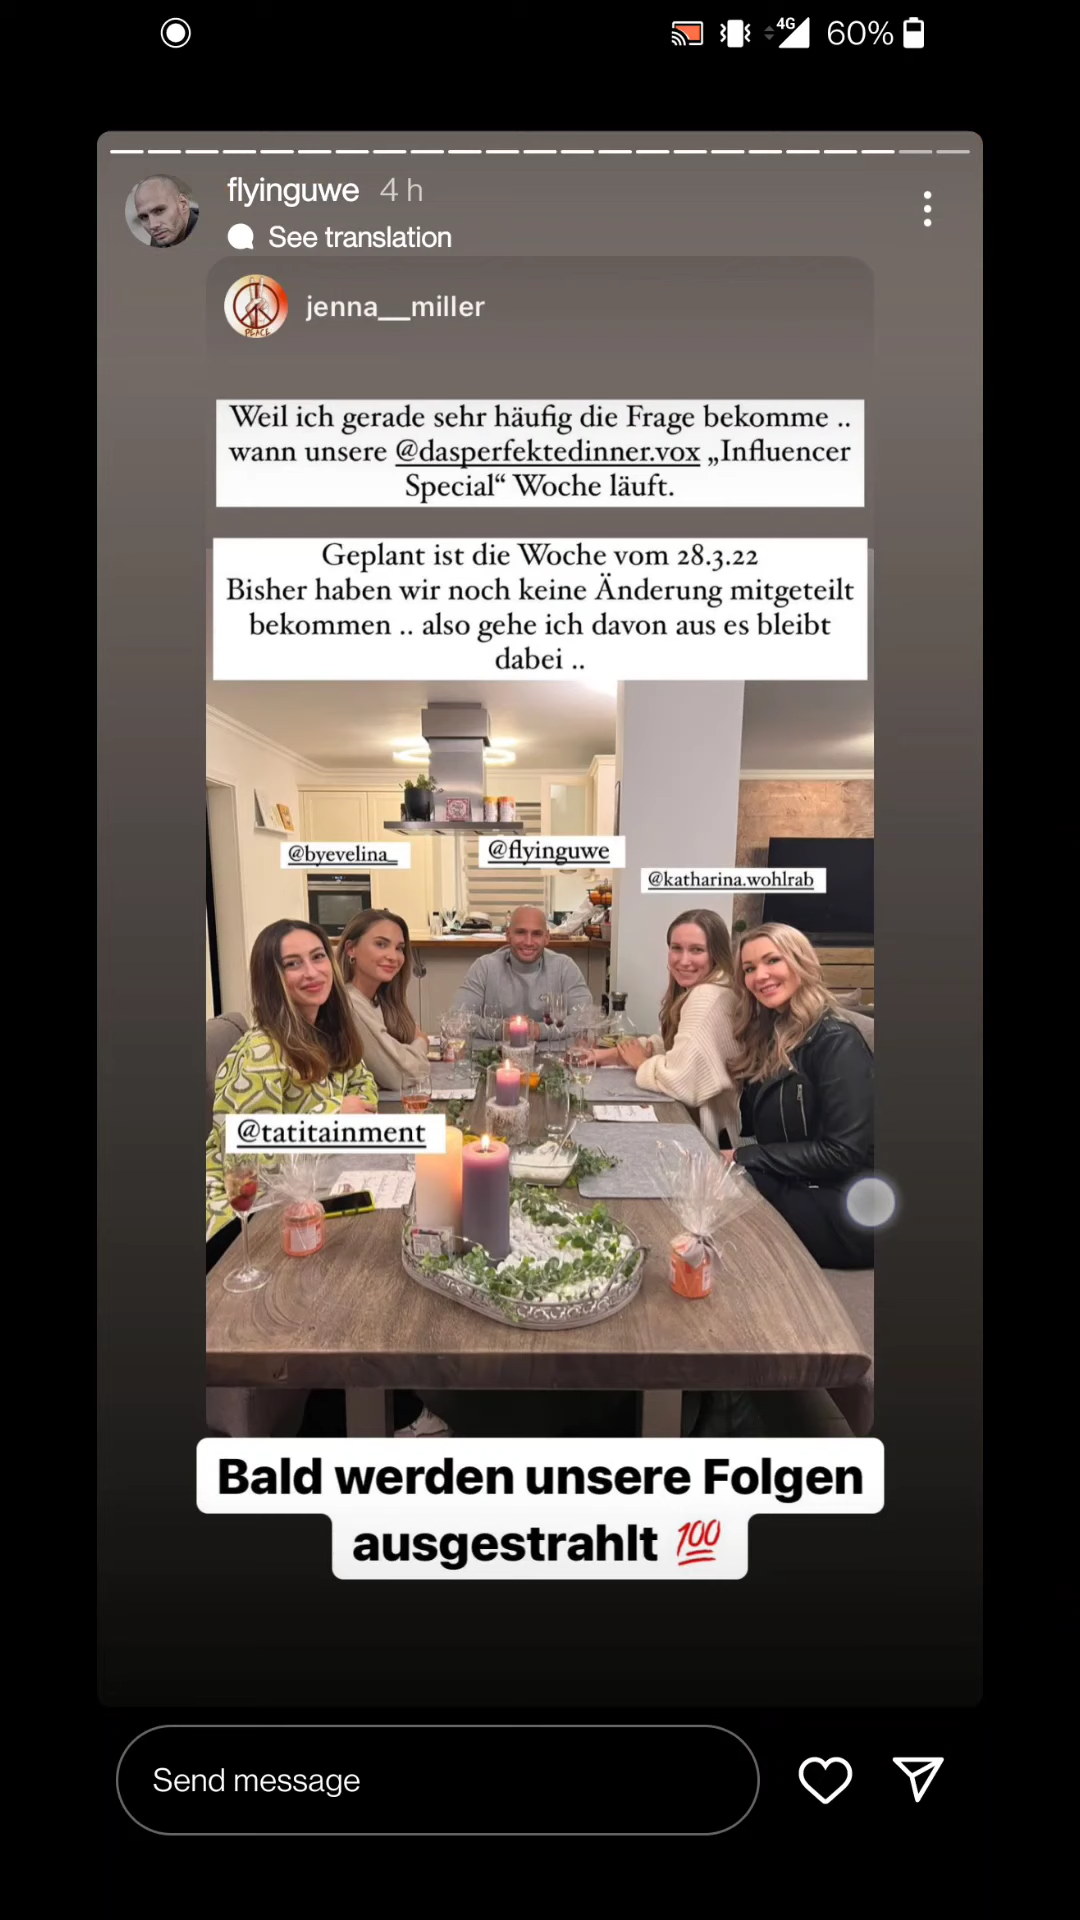 4G 60%
flyinguwe 4 h
See translation
PEACE
jenna__miller
Weil ich gerade sehr häufig die Frage bekomme ..
wann unsere @dasperfektedinner.vox „Influencer
Special“ Woche läuft.
Geplant ist die Woche vom 28.3.22
Bisher haben wir noch keine Änderung mitgeteilt
bekommen .. also gehe ich davon aus es bleibt
dabei ..
@byevelina_
@flyinguwe
@katharina.wohlrab
@tatitainment
Bald werden unsere Folgen
ausgestrahlt 💯
Send message